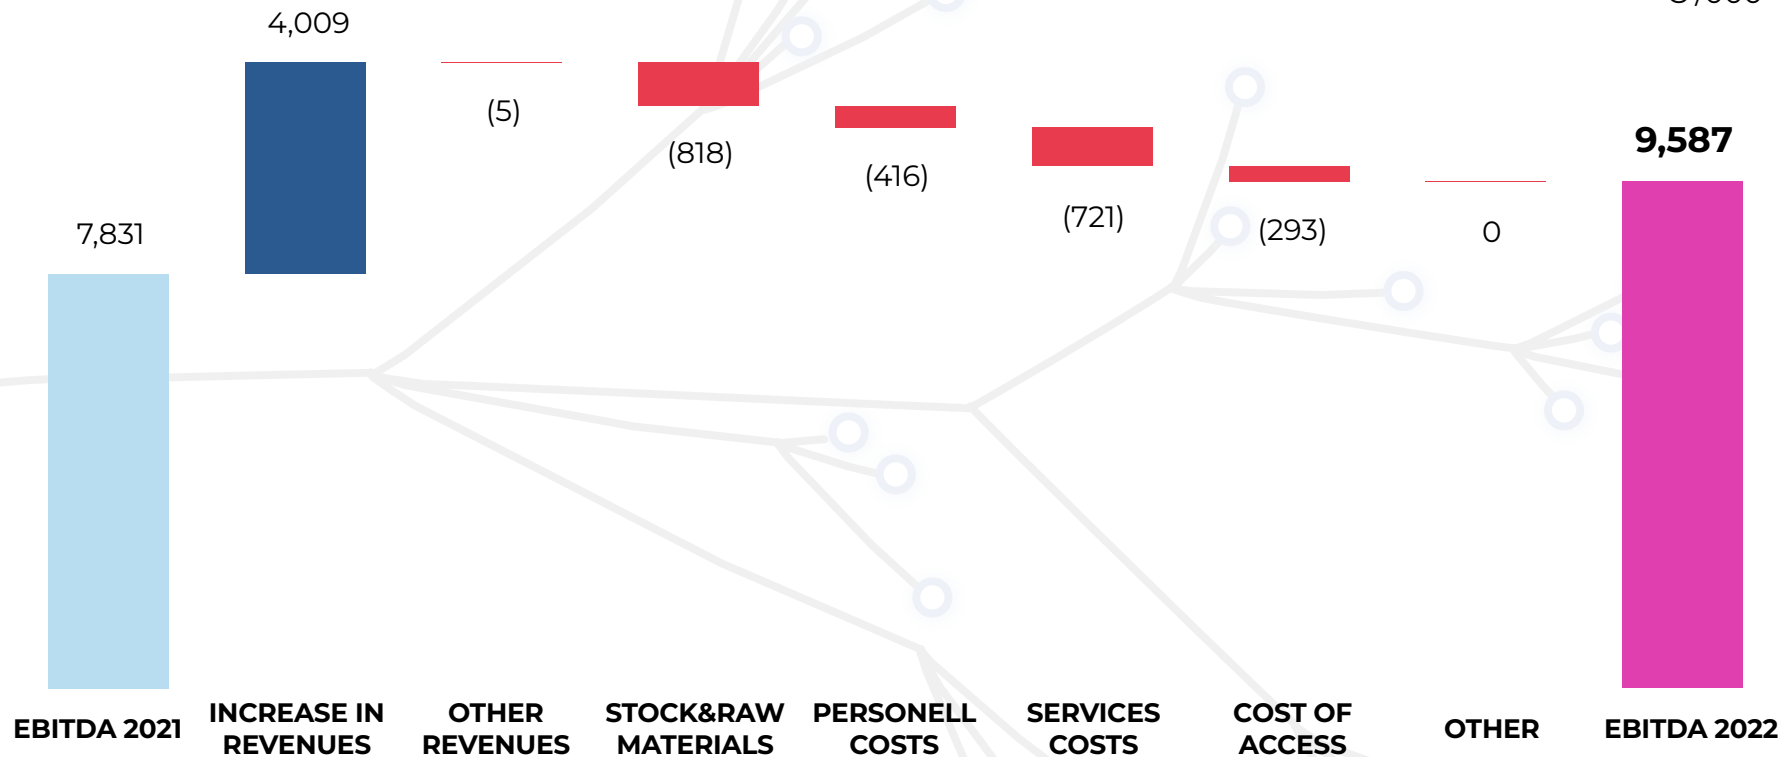 4,009
(5)
(818)
(416)
(721)
(293)
0
9,587
7,831
EBITDA 2021
INCREASE IN
REVENUES
OTHER
REVENUES
STOCK&RAW
MATERIALS
PERSONELL
COSTS
SERVICES
COSTS
COST OF
ACCESS
OTHER
EBITDA 2022